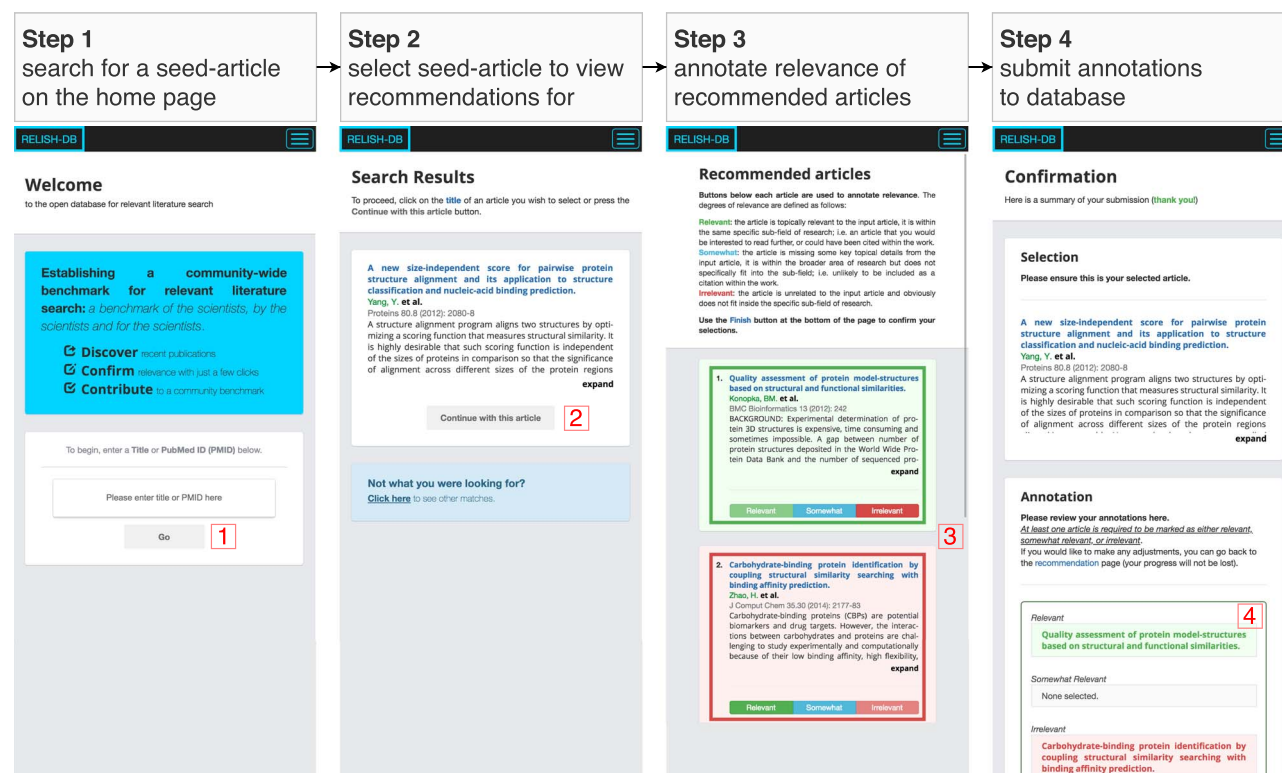 Step 1
search for a seed-article
on the home page
Step 2
select seed-article to view
recommendations for
Step 3
annotate relevance of
recommended articles
Step 4
submit annotations
to database
RELISH-DB
Welcome
to the open database for relevant literature search
Establishing a community-wide
benchmark for relevant literature
search: a benchmark of the scientists, by the
scientists and for the scientists.
Discover recent publications
Confirm relevance with just a few clicks
Contribute to a community benchmark
To begin, enter a Title or PubMed ID (PMID) below.
Please enter title or PMID here
Go
1
RELISH-DB
Search Results
To proceed, click on the title of an article you wish to select or press the
Continue with this article button.
A new size-independent score for pairwise protein
structure alignment and its application to structure
classification and nucleic-acid binding prediction.
Yang, Y. et al.
Proteins 80.8 (2012): 2080-8
A structure alignment program aligns two structures by opti-
mizing a scoring function that measures structural similarity. It
is highly desirable that such scoring function is independent
of the sizes of proteins in comparison so that the significance
of alignment across different sizes of the protein regions
expand
Continue with this article
2
Not what you were looking for?
Click here to see other matches.
RELISH-DB
Recommended articles
Buttons below each article are used to annotate relevance. The
degrees of relevance are defined as follows:
Relevant: the article is topically relevant to the input article, it is within
the same specific sub-field of research; i.e. an article that you would
be interested to read further, or could have been cited within the work.
Somewhat: the article is missing some key topical details from the
input article, it is within the broader area of research but does not
specifically fit into the sub-field; i.e. unlikely to be included as a
citation within the work.
Irrelevant: the article is unrelated to the input article and obviously
does not fit inside the specific sub-field of research.
Use the Finish button at the bottom of the page to confirm your
selections.
1. Quality assessment of protein model-structures
based on structural and functional similarities.
Konopka, BM. et al.
BMC Bioinformatics 13 (2012): 242
BACKGROUND: Experimental determination of pro-
tein 3D structures is expensive, time consuming and
sometimes impossible. A gap between number of
protein structures deposited in the World Wide Pro-
tein Data Bank and the number of sequenced pro-
expand
Relevant Somewhat Irrelevant
3
2. Carbohydrate-binding protein identification by
coupling structural similarity searching with
binding affinity prediction.
Zhao, H. et al.
J Comput Chem 35.30 (2014): 2177-83
Carbohydrate-binding proteins (CBPs) are potential
biomarkers and drug targets. However, the interac-
tions between carbohydrates and proteins are chal-
lenging to study experimentally and computationally
because of their low binding affinity, high flexibility,
expand
Relevant Somewhat Irrelevant
RELISH-DB
Confirmation
Here is a summary of your submission (thank you!)
Selection
Please ensure this is your selected article.
A new size-independent score for pairwise protein
structure alignment and its application to structure
classification and nucleic-acid binding prediction.
Yang, Y. et al.
Proteins 80.8 (2012): 2080-8
A structure alignment program aligns two structures by opti-
mizing a scoring function that measures structural similarity. It
is highly desirable that such scoring function is independent
of the sizes of proteins in comparison so that the significance
of alignment across different sizes of the protein regions
expand
Annotation
Please review your annotations here.
At least one article is required to be marked as either relevant,
somewhat relevant, or irrelevant.
If you would like to make any adjustments, you can go back to
the recommendation page (your progress will not be lost).
4
Relevant
Quality assessment of protein model-structures
based on structural and functional similarities.
Somewhat Relevant
None selected.
Irrelevant
Carbohydrate-binding protein identification by
coupling structural similarity searching with
binding affinity prediction.